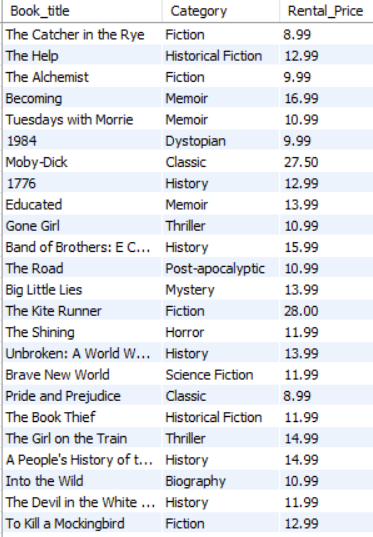 Book_title Category Rental_Price
The Catcher in the Rye Fiction 8.99
The Help Historical Fiction 12.99
The Alchemist Fiction 9.99
Becoming Memoir 16.99
Tuesdays with Morrie Memoir 10.99
1984 Dystopian 9.99
Moby-Dick Classic 27.50
1776 History 12.99
Educated Memoir 13.99
Gone Girl Thriller 10.99
Band of Brothers: E C... History 15.99
The Road Post-apocalyptic 10.99
Big Little Lies Mystery 13.99
The Kite Runner Fiction 28.00
The Shining Horror 11.99
Unbroken: A World W... History 13.99
Brave New World Science Fiction 11.99
Pride and Prejudice Classic 8.99
The Book Thief Historical Fiction 11.99
The Girl on the Train Thriller 14.99
A People's History of t... History 14.99
Into the Wild Biography 10.99
The Devil in the White ... History 11.99
To Kill a Mockingbird Fiction 12.99